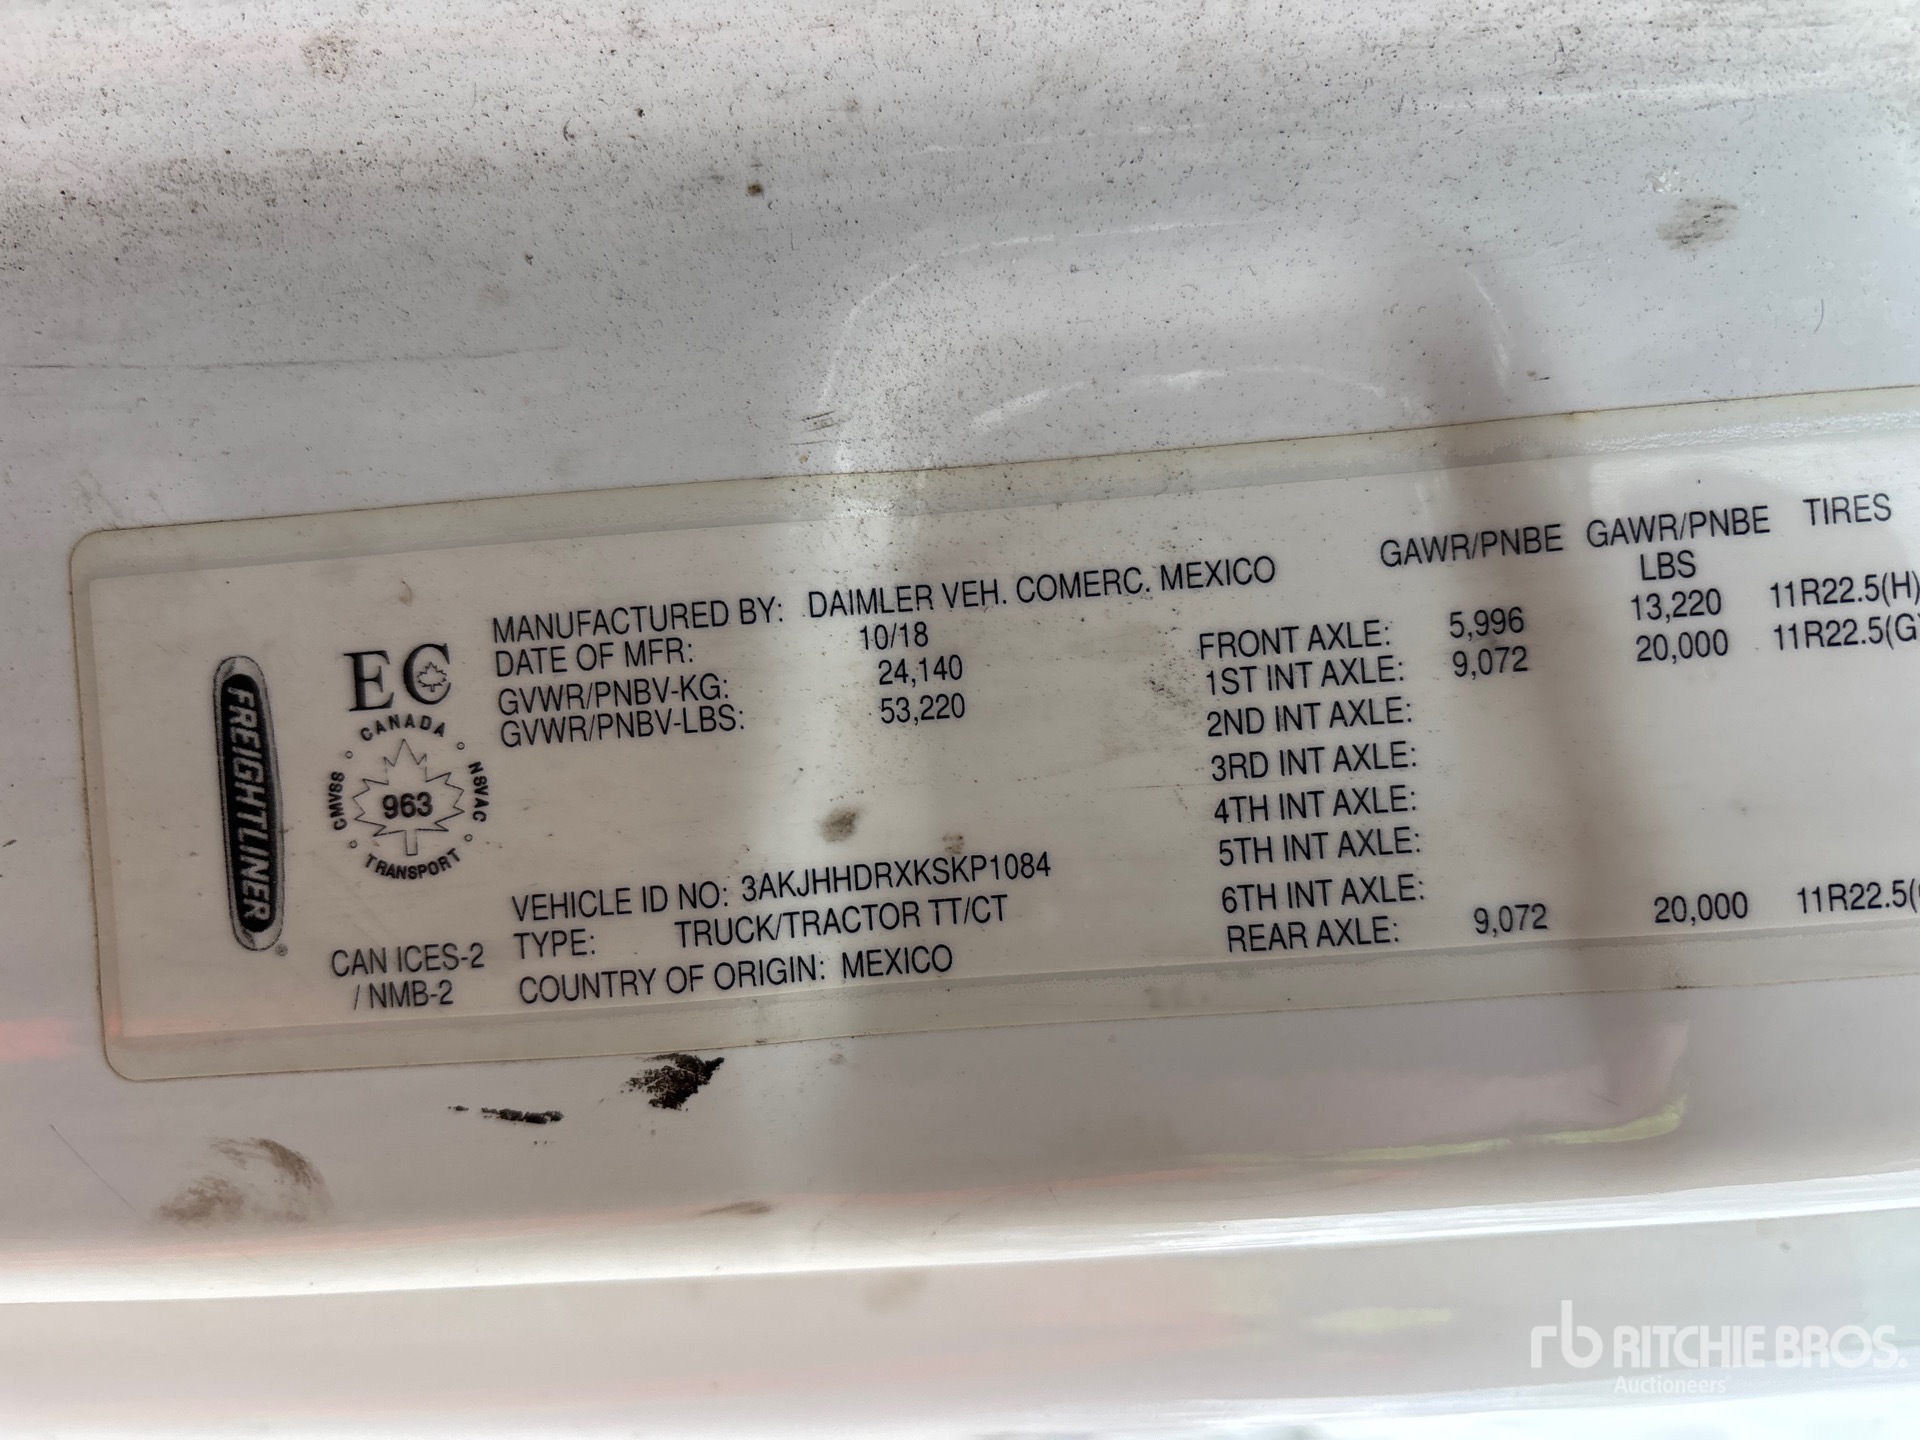 FREIGHTLINER
®
EC
CANADA
CMVSS
963
NSVAC
TRANSPORT
CAN ICES-2
/ NMB-2
MANUFACTURED BY: DAIMLER VEH. COMERC. MEXICO
DATE OF MFR: 10/18
GVWR/PNBV-KG: 24,140
GVWR/PNBV-LBS: 53,220
VEHICLE ID NO: 3AKJHHDRXKSKP1084
TYPE: TRUCK/TRACTOR TT/CT
COUNTRY OF ORIGIN: MEXICO
GAWR/PNBE GAWR/PNBE TIRES
LBS
FRONT AXLE: 5,996 13,220 11R22.5(H)
1ST INT AXLE: 9,072 20,000 11R22.5(G)
2ND INT AXLE:
3RD INT AXLE:
4TH INT AXLE:
5TH INT AXLE:
6TH INT AXLE:
REAR AXLE: 9,072 20,000 11R22.5(
rb RITCHIE BROS.
Auctioneers